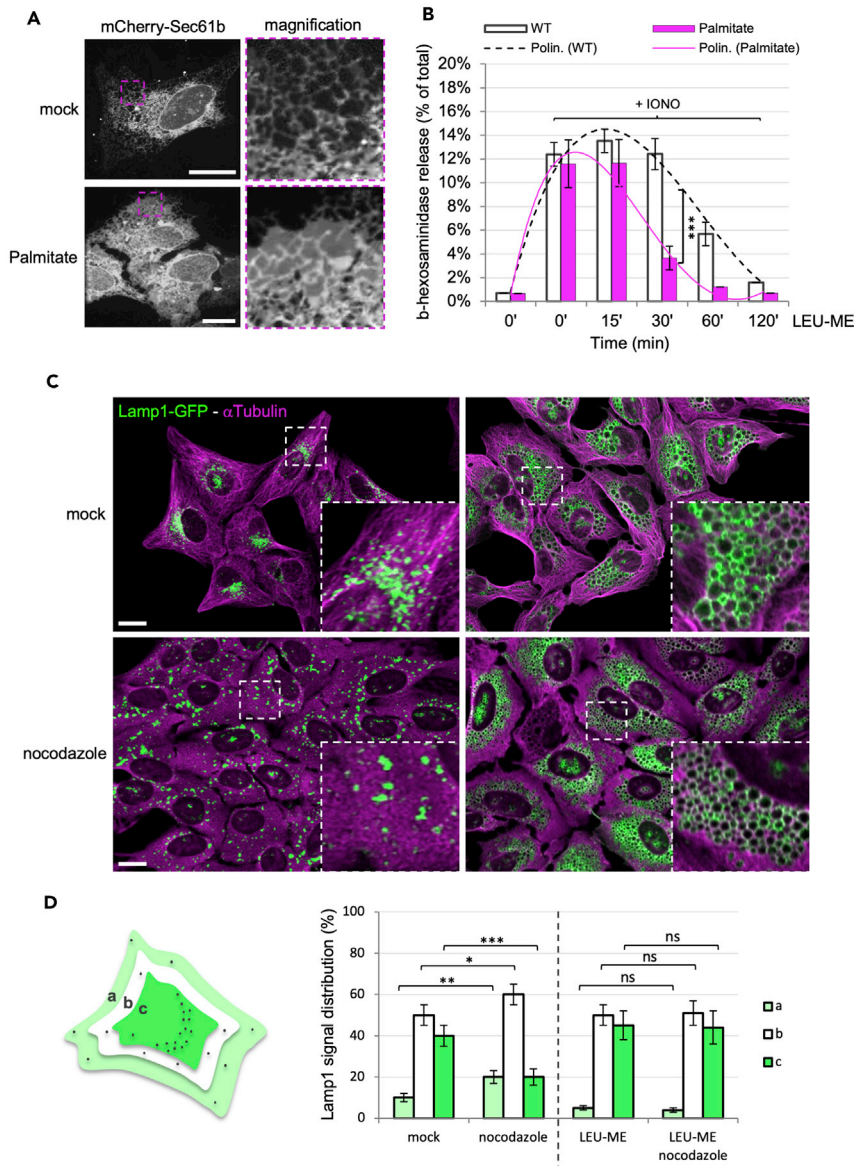 A
mCherry-Sec61b
magnification
mock
Palmitate
B
WT
Palmitate
Polin. (WT)
Polin. (Palmitate)
b-hexosaminidase release (% of total)
20%
18%
16%
14%
12%
10%
8%
6%
4%
2%
0%
+ IONO
***
0' 0' 15' 30' 60' 120' LEU-ME
Time (min)
C
Lamp1-GFP - αTubulin
mock
nocodazole
D
a
b
c
Lamp1 signal distribution (%)
100
80
60
40
20
0
***
*
**
ns
ns
ns
mock nocodazole LEU-ME LEU-ME
nocodazole
a
b
c